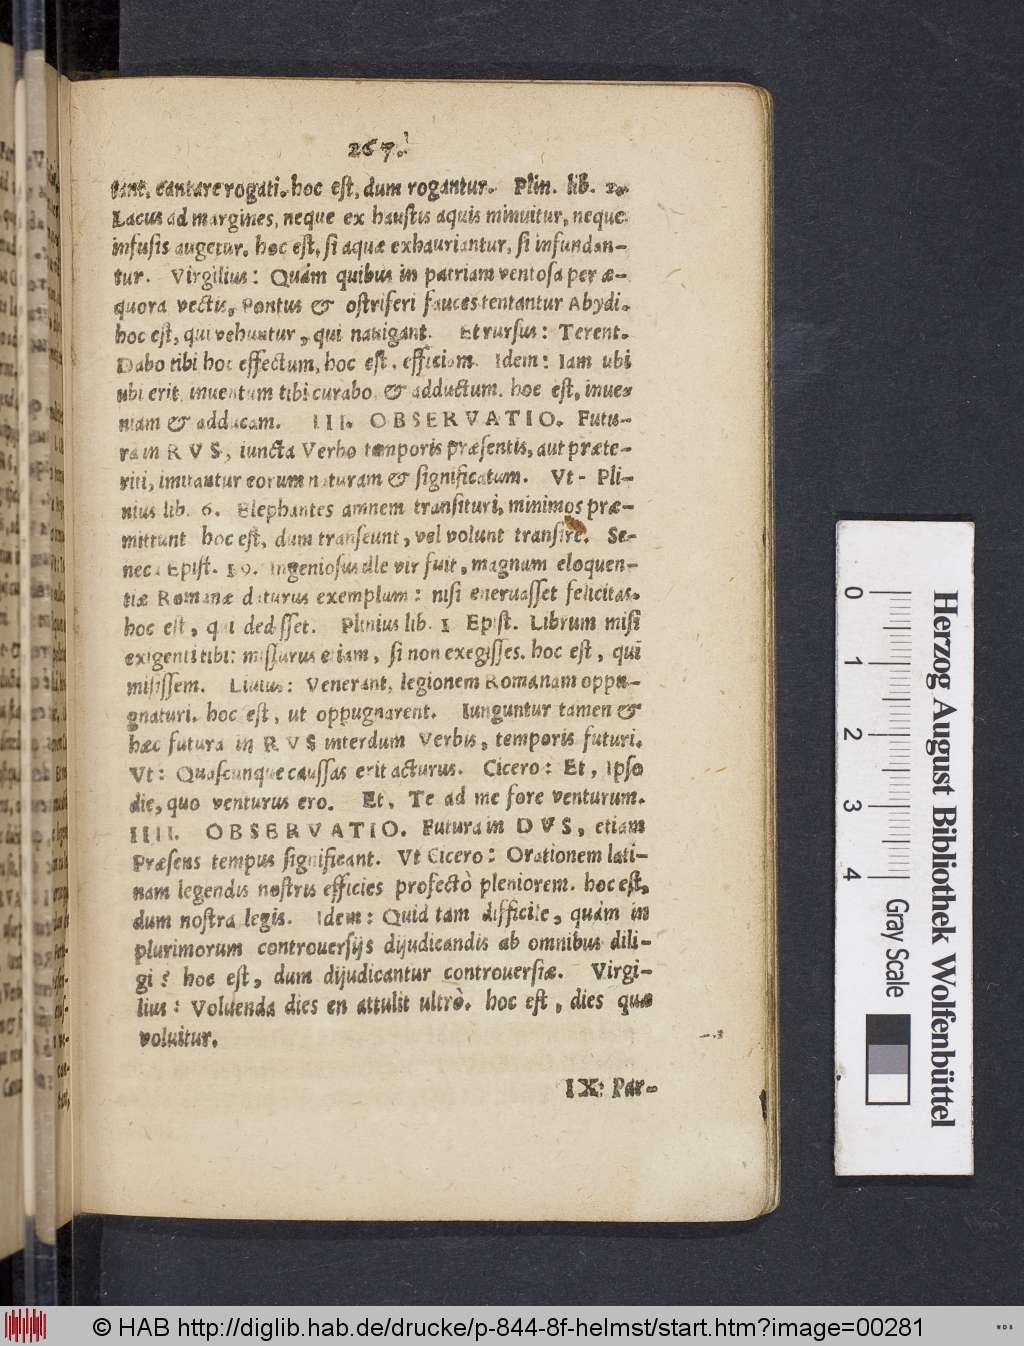 267.
tant, cantare rogati. hoc est, dum rogantur. Plin. lib. 2.
Lacus ad margines, neque ex haustis aquis minuitur, neque
infusis augetur. hoc est, si aquæ exhauriantur, si infundan-
tur. Virgilius: Quàm quibus in patriam ventosa per æ-
quora vectis, Pontus & ostriferi fauces tentantur Abydi.
hoc est, qui vehuntur, qui nauigant. Et rursus: Terent.
Dabo tibi hoc effectum, hoc est, efficiam. Idem: Iam ubi
ubi erit, inuentum tibi curabo, & adductum. hoc est, inue-
niam & adducam. III. OBSERVATIO. Futu-
ra in RVS, iuncta Verbo temporis præsentis, aut præte-
riti, imitantur eorum naturam & significatum. Vt - Pli-
nius lib. 6. Elephantes amnem transituri, minimos præ-
mittunt hoc est, dum transeunt, vel volunt transire. Se-
neca Epist. 19. Ingeniosus ille vir fuit, magnum eloquen-
tiæ Romanæ daturus exemplum: nisi eneruasset felicitas.
hoc est, qui dedisset. Plinius lib. 1 Epist. Librum misi
exigenti tibi: missurus etiam, si non exegisses. hoc est, qui
misissem. Liuius: Venerant, legionem Romanam oppu-
gnaturi. hoc est, ut oppugnarent. Iunguntur tamen &
hæc futura in RVS interdum Verbis, temporis futuri.
Vt: Quascunque caussas erit acturus. Cicero: Et, Ipso
die, quo venturus ero. Et, Te ad me fore venturum.
IIII. OBSERVATIO. Futura in DVS, etiam
Præsens tempus significant. Vt Cicero: Orationem lati-
nam legendis nostris efficies profectò pleniorem. hoc est,
dum nostra legis. Idem: Quid tam difficile, quàm in
plurimorum controuersijs dijudicandis ab omnibus dili-
gi? hoc est, dum dijudicantur controuersiæ. Virgi-
lius: Voluenda dies en attulit ultrò. hoc est, dies quæ
voluitur.
IX: Par-
0 1 2 3 4
Gray Scale
Herzog August Bibliothek Wolfenbüttel
© HAB http://diglib.hab.de/drucke/p-844-8f-helmst/start.htm?image=00281